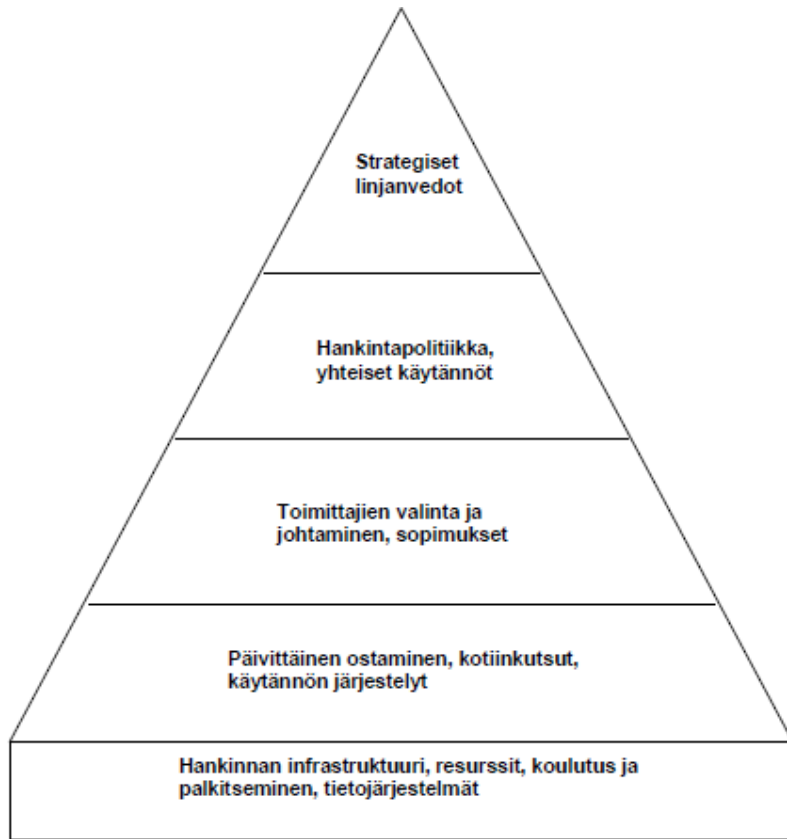 Strategiset
linjanvedot
Hankintapolitiikka,
yhteiset käytännöt
Toimittajien valinta ja
johtaminen, sopimukset
Päivittäinen ostaminen, kotiinkutsut,
käytännön järjestelyt
Hankinnan infrastruktuuri, resurssit, koulutus ja
palkitseminen, tietojärjestelmät